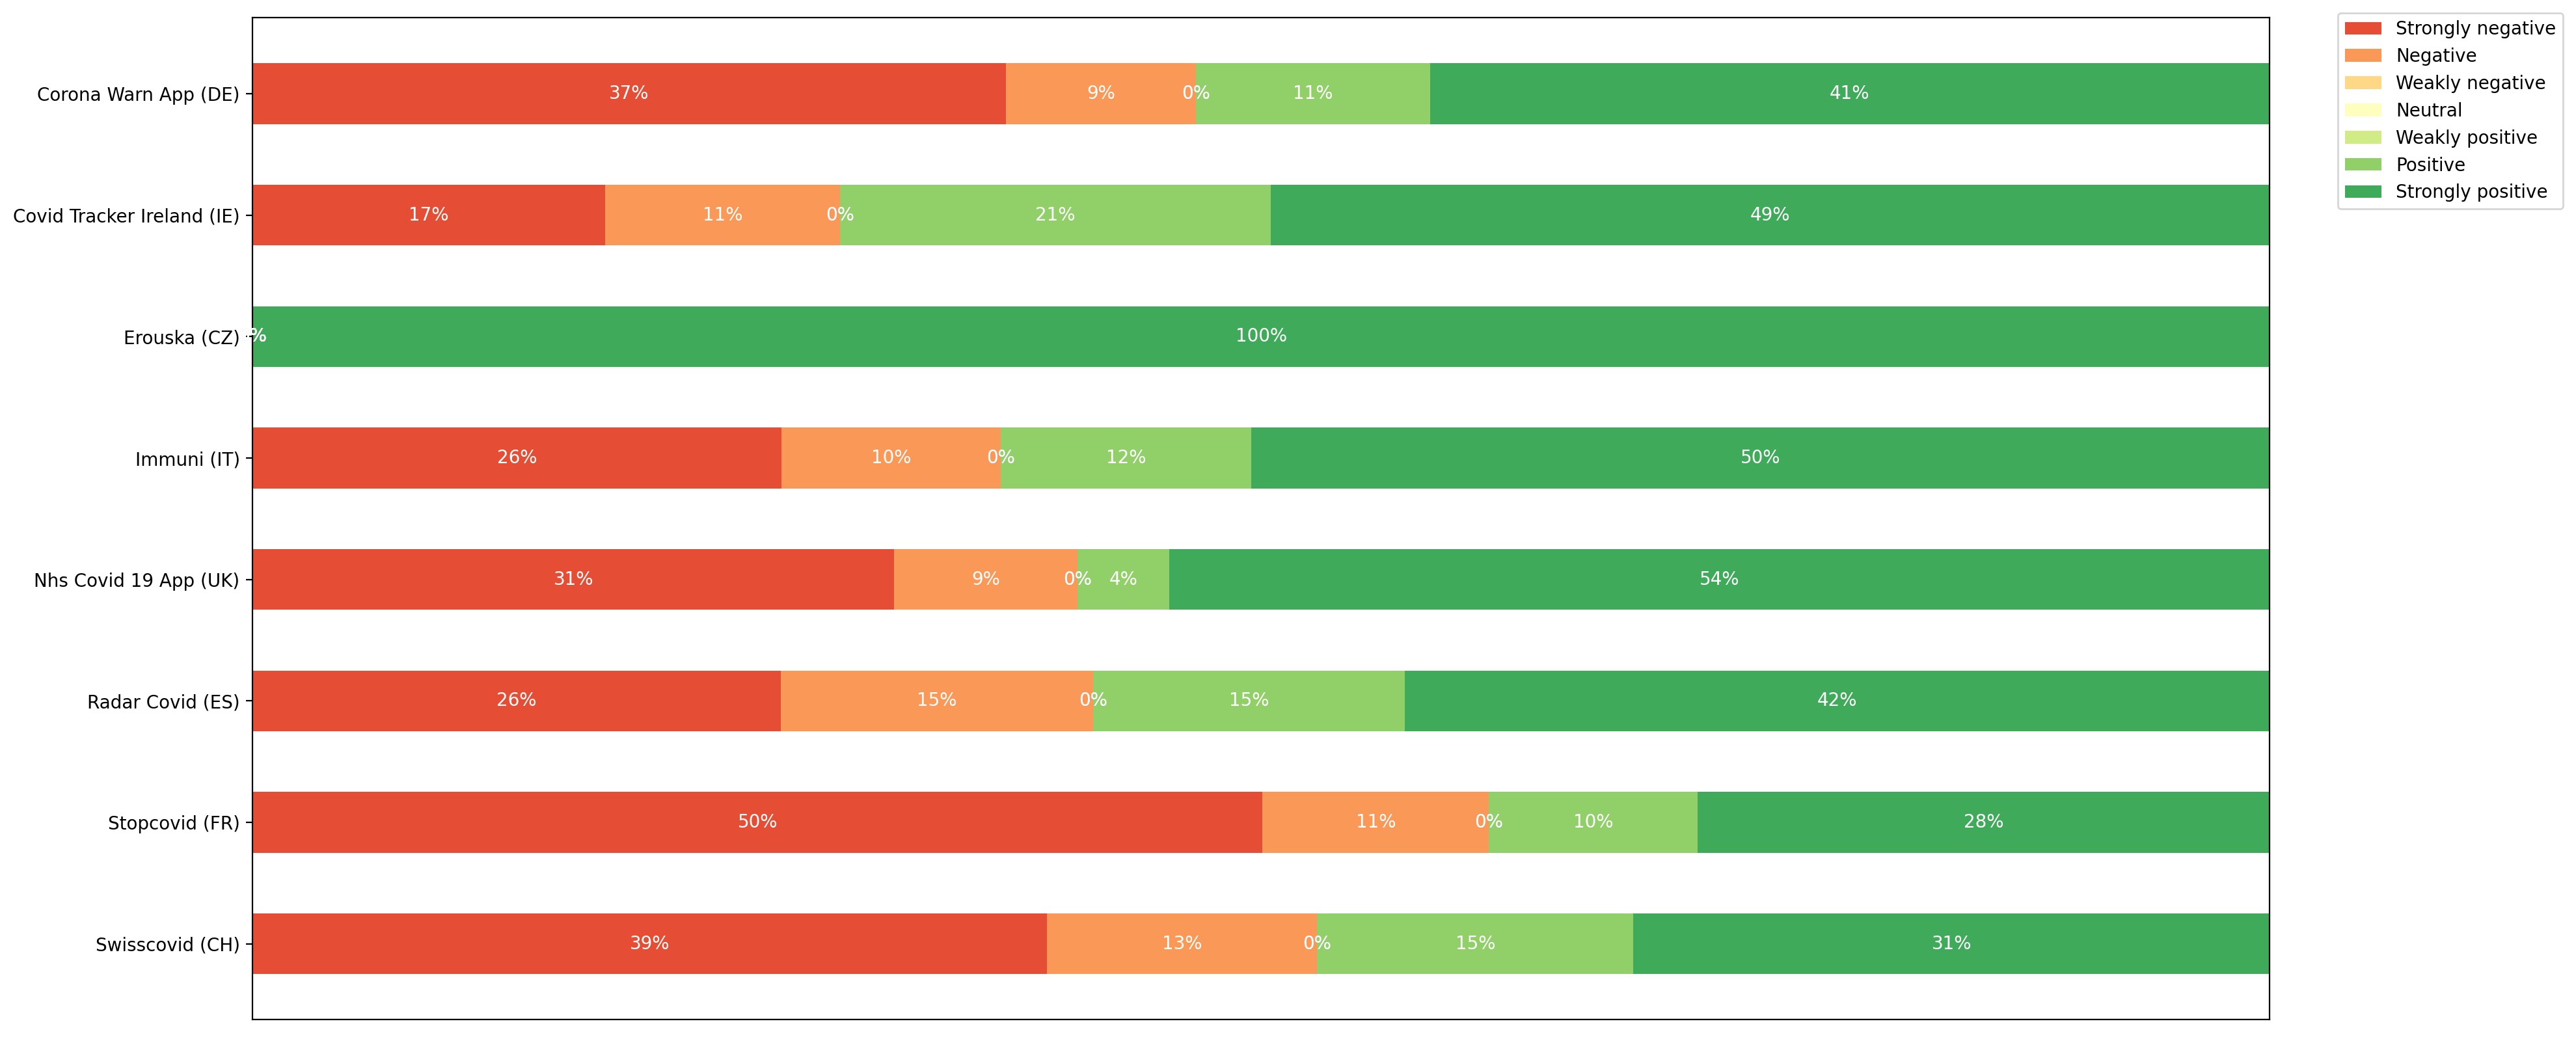 Corona Warn App (DE) 37% 9% 0% 11% 41%
Covid Tracker Ireland (IE) 17% 11% 0% 21% 49%
Erouska (CZ) % 100%
Immuni (IT) 26% 10% 0% 12% 50%
Nhs Covid 19 App (UK) 31% 9% 0% 4% 54%
Radar Covid (ES) 26% 15% 0% 15% 42%
Stopcovid (FR) 50% 11% 0% 10% 28%
Swisscovid (CH) 39% 13% 0% 15% 31%
Strongly negative
Negative
Weakly negative
Neutral
Weakly positive
Positive
Strongly positive